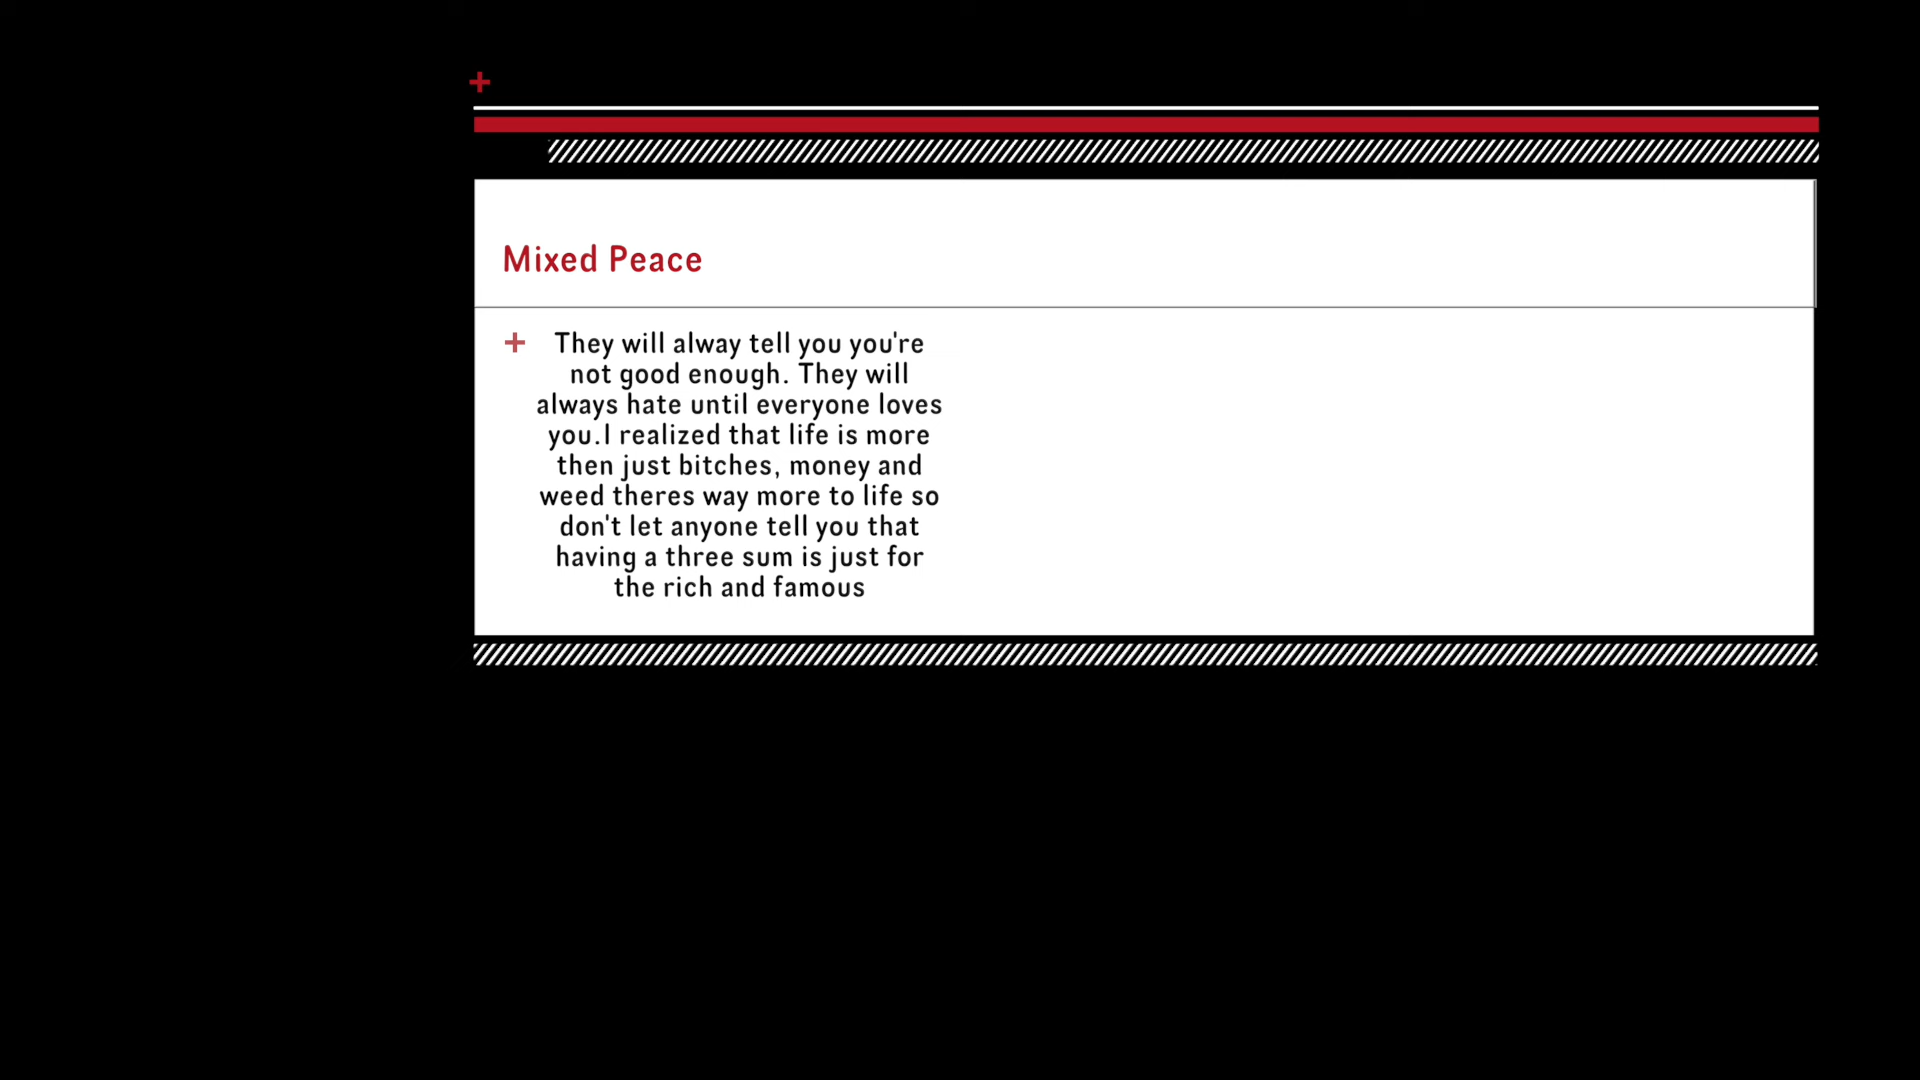 Mixed Peace
They will alway tell you you're
not good enough. They will
always hate until everyone loves
you.I realized that life is more
then just bitches, money and
weed theres way more to life so
don't let anyone tell you that
having a three sum is just for
the rich and famous